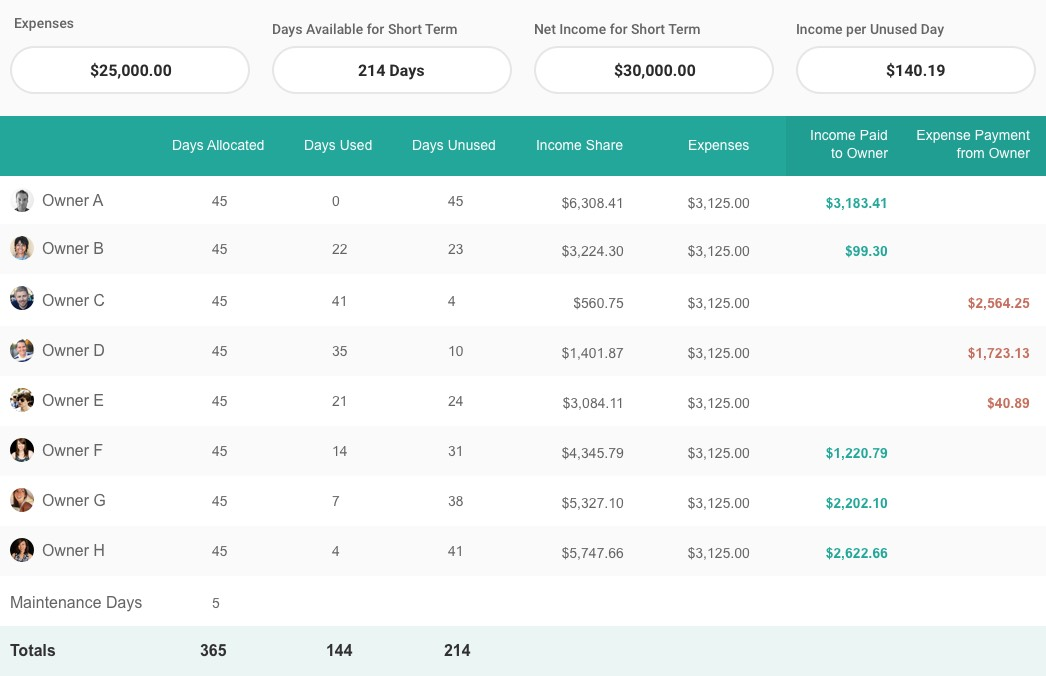 Expenses
Days Available for Short Term
Net Income for Short Term
Income per Unused Day
$25,000.00
214 Days
$30,000.00
$140.19
Days Allocated Days Used Days Unused Income Share Expenses Income Paid to Owner Expense Payment from Owner
Owner A 45 0 45 $6,308.41 $3,125.00 $3,183.41
Owner B 45 22 23 $3,224.30 $3,125.00 $99.30
Owner C 45 41 4 $560.75 $3,125.00 $2,564.25
Owner D 45 35 10 $1,401.87 $3,125.00 $1,723.13
Owner E 45 21 24 $3,084.11 $3,125.00 $40.89
Owner F 45 14 31 $4,345.79 $3,125.00 $1,220.79
Owner G 45 7 38 $5,327.10 $3,125.00 $2,202.10
Owner H 45 4 41 $5,747.66 $3,125.00 $2,622.66
Maintenance Days 5
Totals 365 144 214